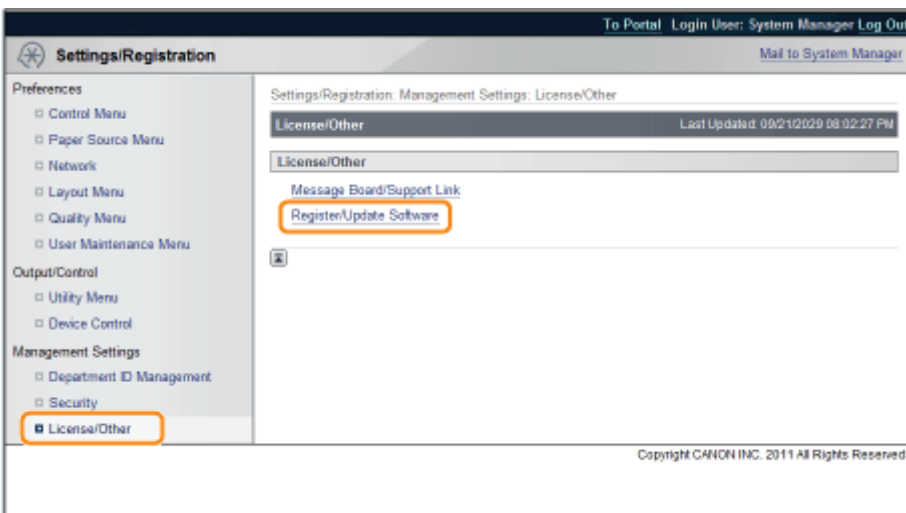 To Portal Login User: System Manager Log Out
Settings/Registration
Mail to System Manager
Preferences
Control Menu
Paper Source Menu
Network
Layout Menu
Quality Menu
User Maintenance Menu
Output/Control
Utility Menu
Device Control
Management Settings
Department ID Management
Security
License/Other
Settings/Registration: Management Settings: License/Other
License/Other Last Updated: 09/21/2029 08:02:27 PM
License/Other
Message Board/Support Link
Register/Update Software
Copyright CANON INC. 2011 All Rights Reserved